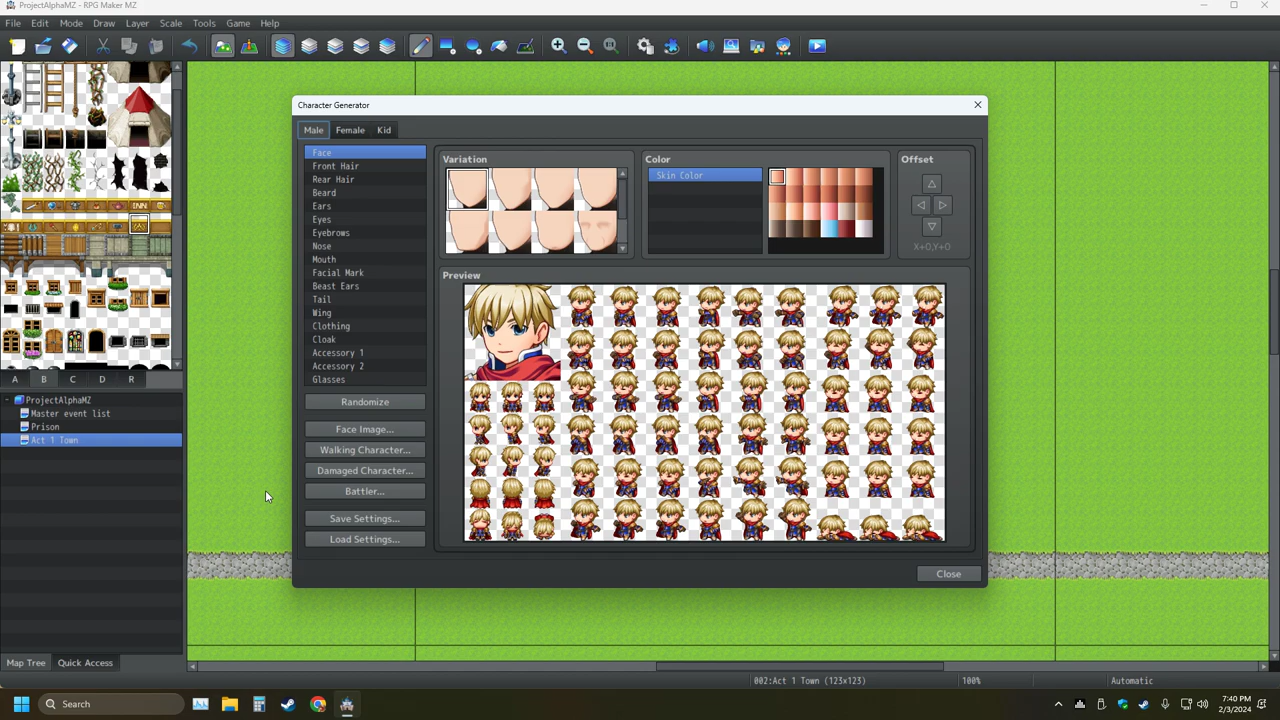 ProjectAlphaMZ - RPG Maker MZ
File Edit Mode Draw Layer Scale Tools Game Help
Character Generator
Male Female Kid
Face
Front Hair
Rear Hair
Beard
Ears
Eyes
Eyebrows
Nose
Mouth
Facial Mark
Beast Ears
Tail
Wing
Clothing
Cloak
Accessory 1
Accessory 2
Glasses
Randomize
Face Image...
Walking Character...
Damaged Character...
Battler...
Save Settings...
Load Settings...
Variation
Color
Skin Color
Offset
X+0,Y+0
Preview
Close
INN
A B C D R
ProjectAlphaMZ
Master event list
Prison
Act 1 Town
Map Tree Quick Access
002:Act 1 Town (123x123) 100% Automatic
Search
7:40 PM
2/3/2024